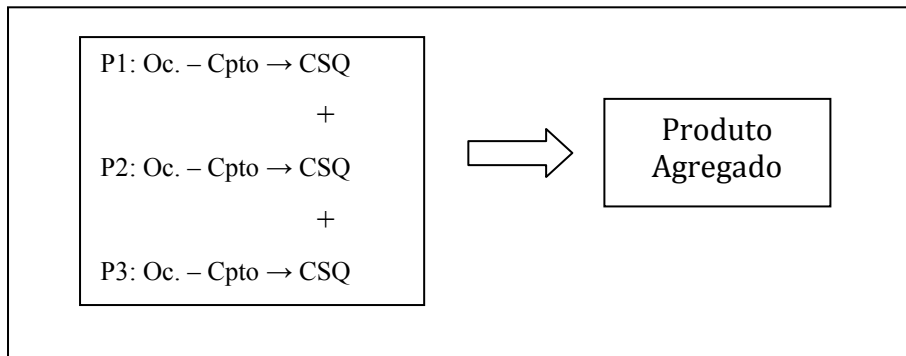 P1: Oc. – Cpto → CSQ
+
P2: Oc. – Cpto → CSQ
+
P3: Oc. – Cpto → CSQ
Produto
Agregado